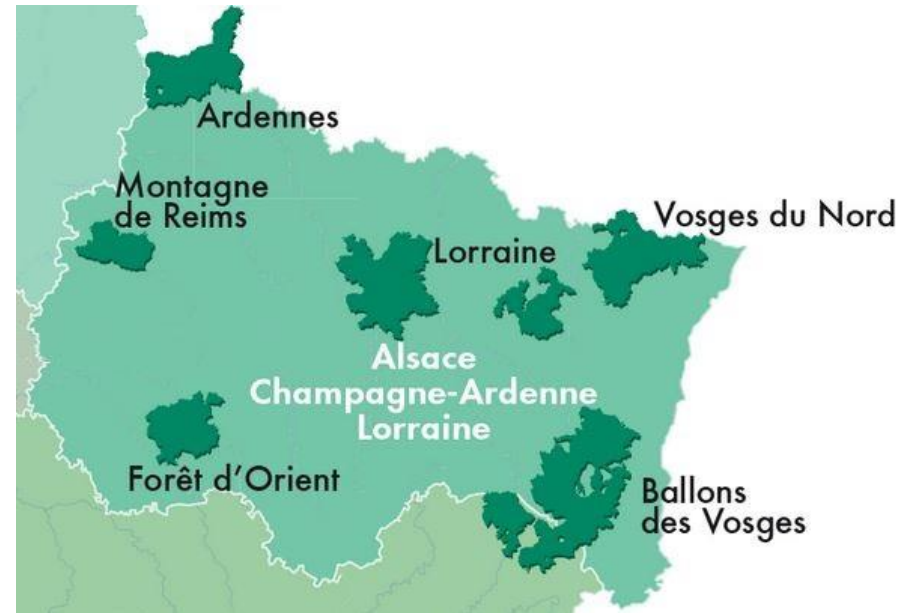 Ardennes
Montagne
de Reims
Vosges du Nord
Lorraine
Alsace
Champagne-Ardenne
Lorraine
Forêt d'Orient
Ballons
des Vosges